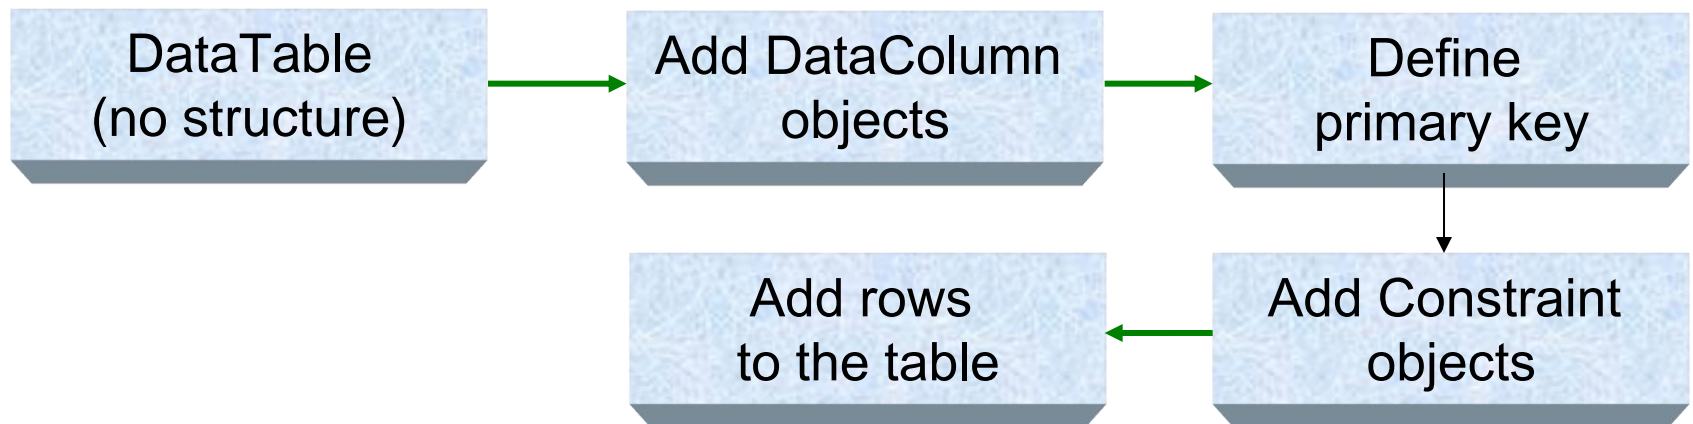 DataTable
(no structure)
Add DataColumn
objects
Define
primary key
Add Constraint
objects
Add rows
to the table